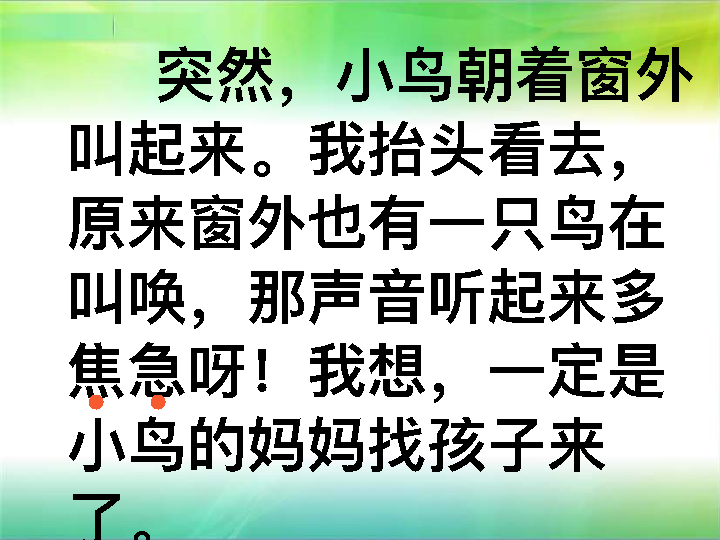 突然，小鸟朝着窗外
叫起来。我抬头看去，
原来窗外也有一只鸟在
叫唤，那声音听起来多
焦急呀！我想，一定是
小鸟的妈妈找孩子来
了。